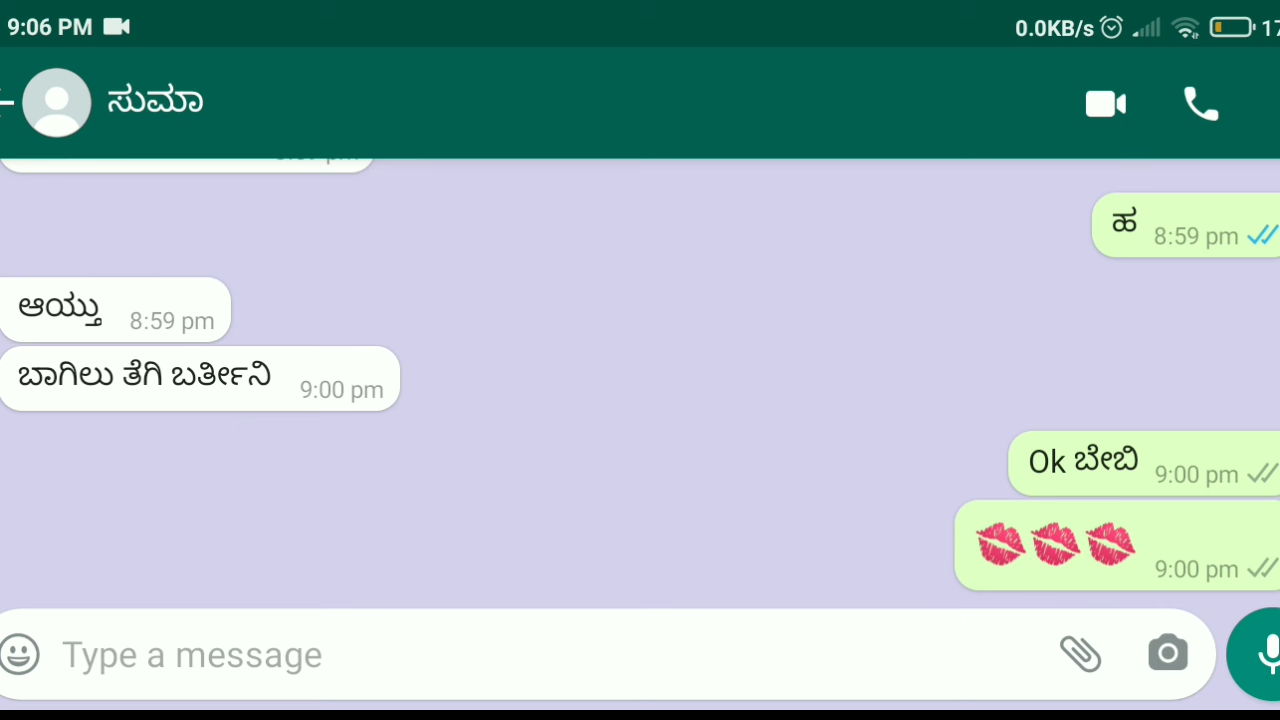 9:06 PM 0.0KB/s 17
ಸುಮಾ
ಹ 8:59 pm
ಆಯ್ತು 8:59 pm
ಬಾಗಿಲು ತೆಗಿ ಬರ್ತೀನಿ 9:00 pm
Ok ಬೇಬಿ 9:00 pm
💋💋💋 9:00 pm
Type a message